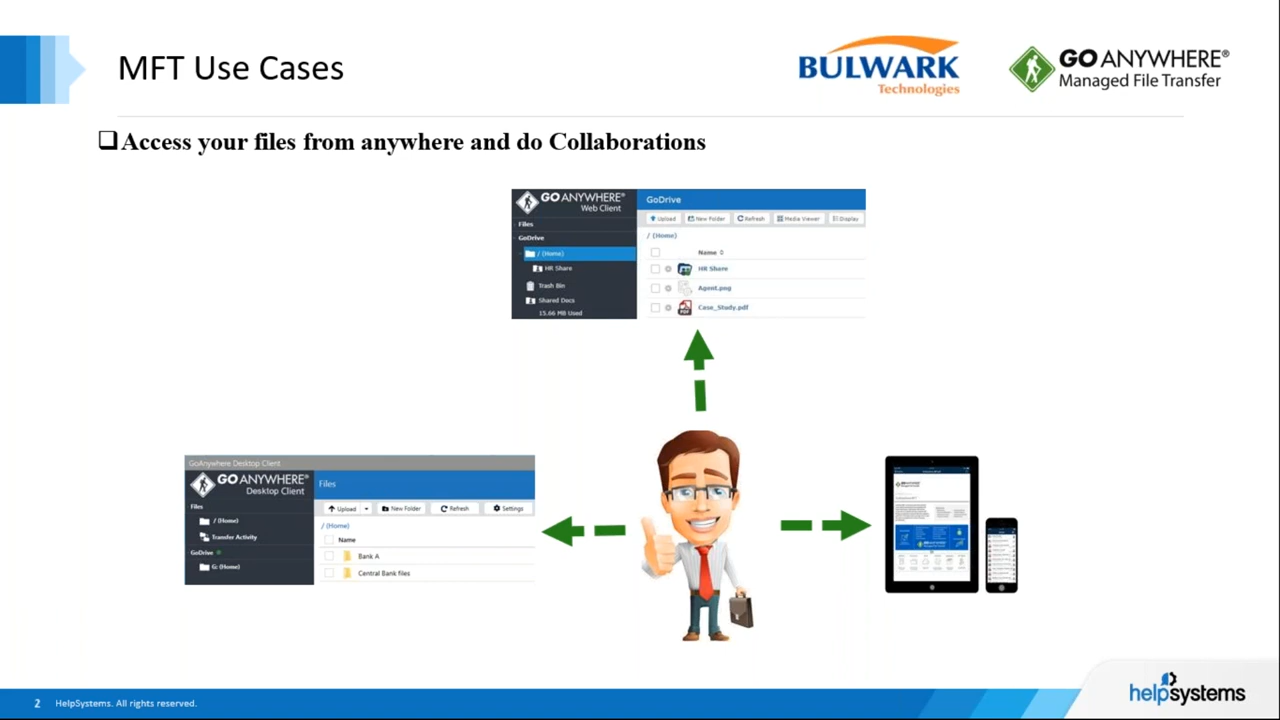 MFT Use Cases
BULWARK
Technologies
GO ANYWHERE®
Managed File Transfer
❑Access your files from anywhere and do Collaborations
GO ANYWHERE®
Web Client
Files
GoDrive
/ (Home)
HR Share
Trash Bin
Shared Docs
15.66 MB Used
GoDrive
Upload New Folder Refresh Media Viewer Display
/ (Home)
Name
HR Share
Agent.png
Case_Study.pdf
GoAnywhere Desktop Client
GO ANYWHERE®
Desktop Client
Files
/ (Home)
Transfer Activity
GoDrive
G: (Home)
Files
Upload New Folder Refresh Settings
/ (Home)
Name
Bank A
Central Bank files
PDF
2 HelpSystems. All rights reserved.
helpsystems